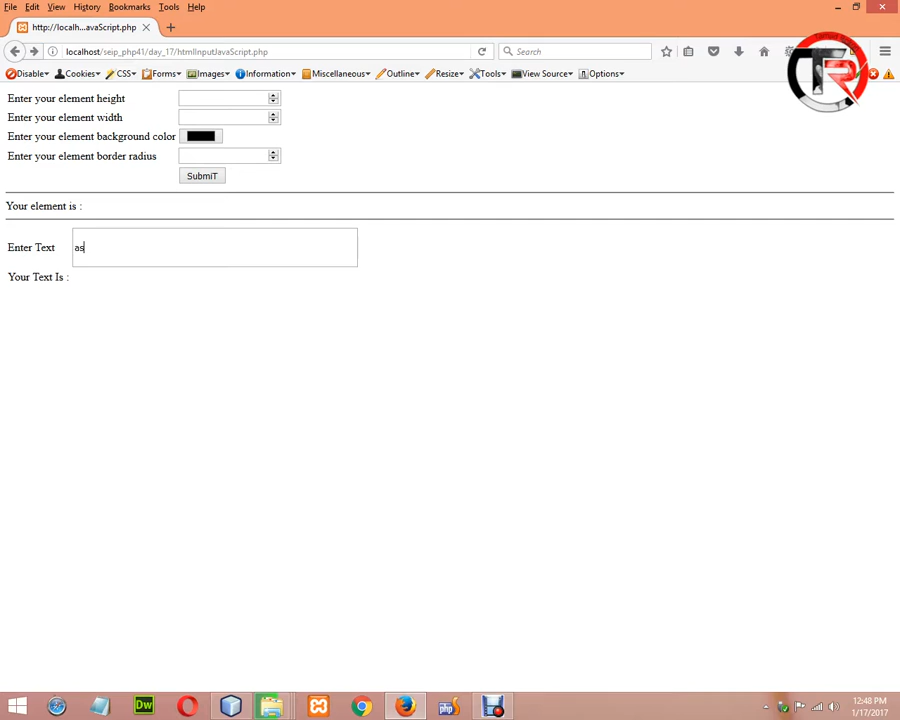 File Edit View History Bookmarks Tools Help
http://localh...avaScript.php
localhost/seip_php41/day_17/htmlInputJavaScript.php
Search
Disable Cookies CSS Forms Images Information Miscellaneous Outline Resize Tools View Source Options
Enter your element height
Enter your element width
Enter your element background color
Enter your element border radius
SubmiT
Your element is :
Enter Text as
Your Text Is :
Dw
php
12:48 PM
1/17/2017